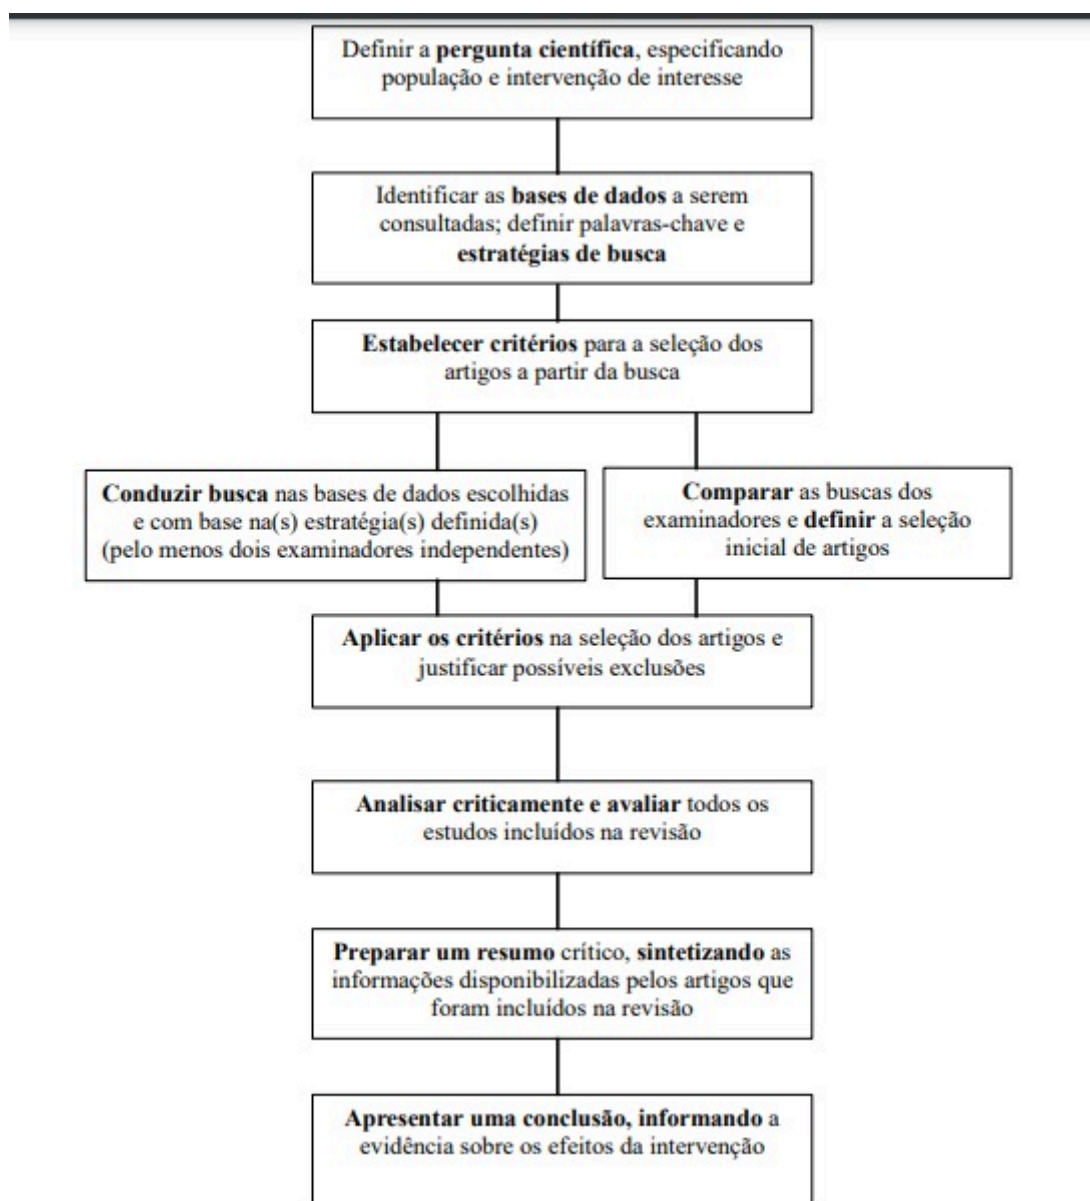 Definir a pergunta científica, especificando
população e intervenção de interesse
Identificar as bases de dados a serem
consultadas; definir palavras-chave e
estratégias de busca
Estabelecer critérios para a seleção dos
artigos a partir da busca
Conduzir busca nas bases de dados escolhidas
e com base na(s) estratégia(s) definida(s)
(pelo menos dois examinadores independentes)
Comparar as buscas dos
examinadores e definir a seleção
inicial de artigos
Aplicar os critérios na seleção dos artigos e
justificar possíveis exclusões
Analisar criticamente e avaliar todos os
estudos incluídos na revisão
Preparar um resumo crítico, sintetizando as
informações disponibilizadas pelos artigos que
foram incluídos na revisão
Apresentar uma conclusão, informando a
evidência sobre os efeitos da intervenção